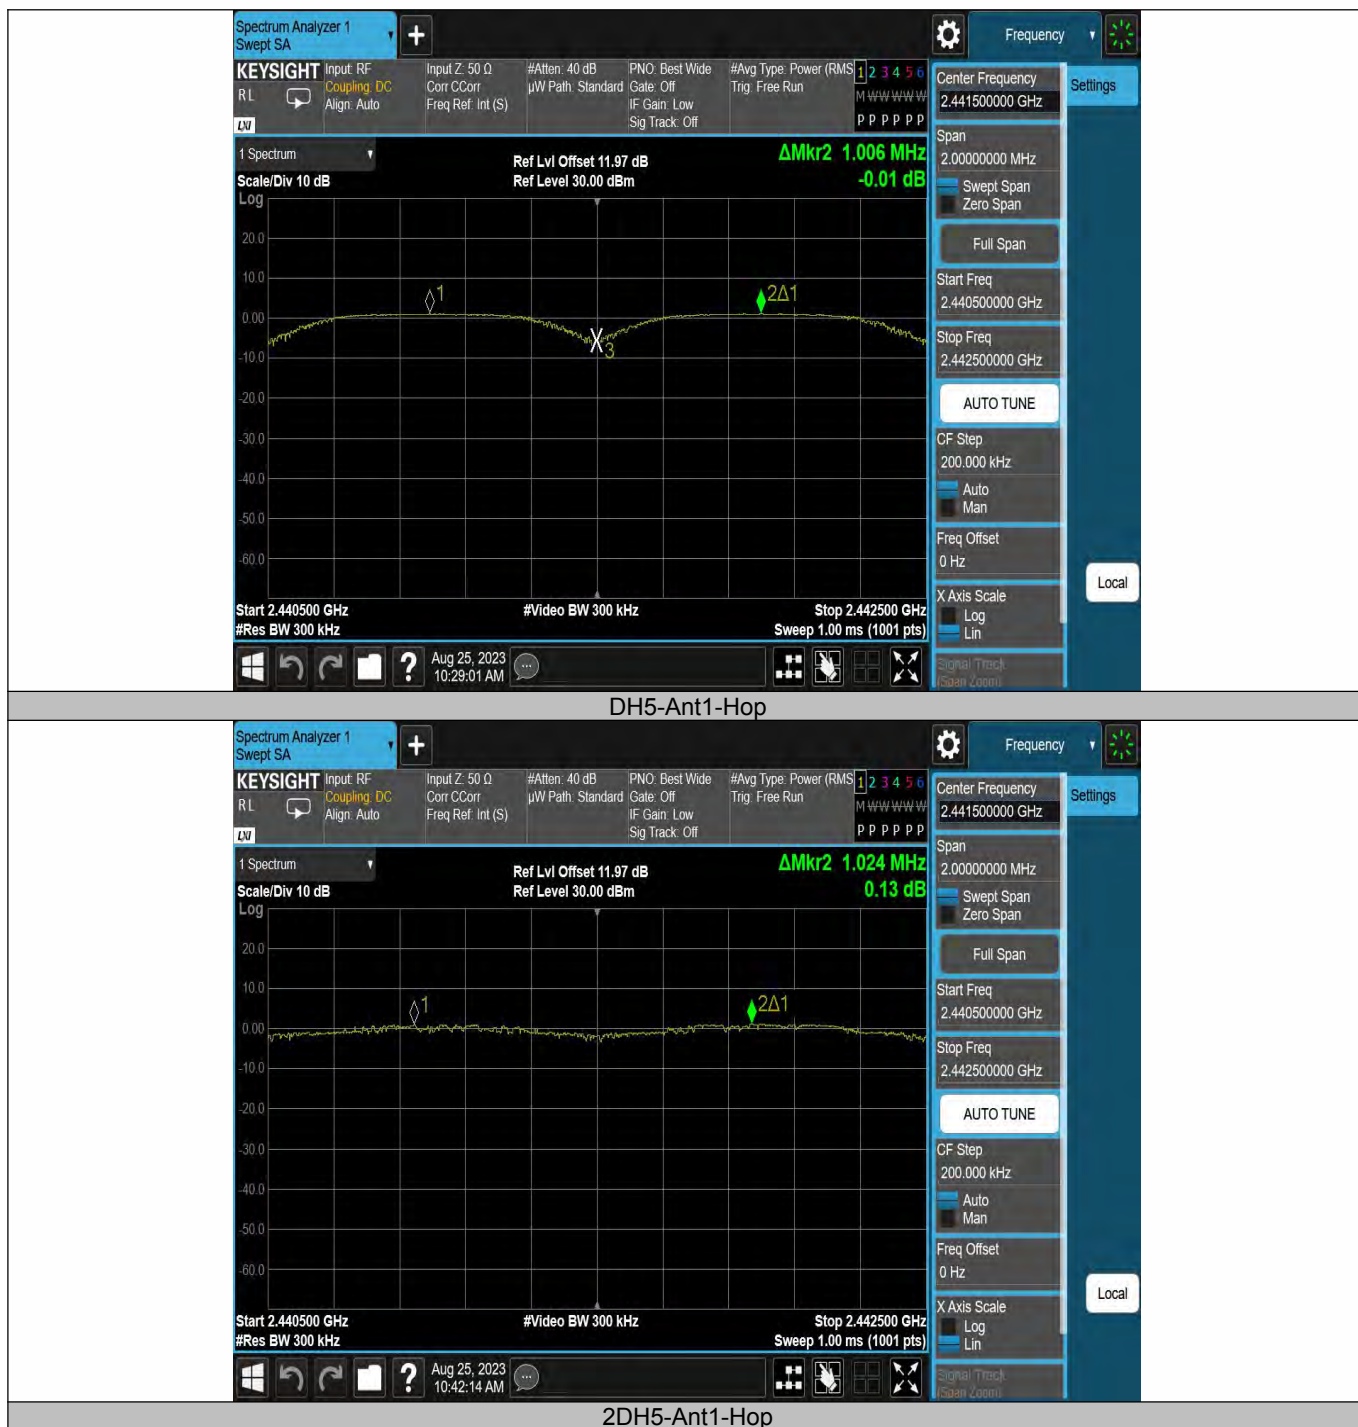 Spectrum Analyzer 1
Swept SA
+
Frequency
KEYSIGHT
RL
LXI
Input: RF
Coupling: DC
Align: Auto
Input Z: 50 Ω
Corr CCorr
Freq Ref: Int (S)
#Atten: 40 dB
µW Path: Standard
PNO: Best Wide
Gate: Off
IF Gain: Low
Sig Track: Off
#Avg Type: Power (RMS
Trig: Free Run
1 2 3 4 5 6
M W W W W W
P P P P P P
1 Spectrum
Scale/Div 10 dB
Log
Ref Lvl Offset 11.97 dB
Ref Level 30.00 dBm
ΔMkr2 1.006 MHz
-0.01 dB
20.0
10.0
0.00
-10.0
-20.0
-30.0
-40.0
-50.0
-60.0
1
2Δ1
3
Start 2.440500 GHz
#Res BW 300 kHz
#Video BW 300 kHz
Stop 2.442500 GHz
Sweep 1.00 ms (1001 pts)
Aug 25, 2023
10:29:01 AM
Center Frequency
2.441500000 GHz
Settings
Span
2.00000000 MHz
Swept Span
Zero Span
Full Span
Start Freq
2.440500000 GHz
Stop Freq
2.442500000 GHz
AUTO TUNE
CF Step
200.000 kHz
Auto
Man
Freq Offset
0 Hz
Local
X Axis Scale
Log
Lin
Signal Track
(Span Zoom)
DH5-Ant1-Hop
Spectrum Analyzer 1
Swept SA
+
Frequency
KEYSIGHT
RL
LXI
Input: RF
Coupling: DC
Align: Auto
Input Z: 50 Ω
Corr CCorr
Freq Ref: Int (S)
#Atten: 40 dB
µW Path: Standard
PNO: Best Wide
Gate: Off
IF Gain: Low
Sig Track: Off
#Avg Type: Power (RMS
Trig: Free Run
1 2 3 4 5 6
M W W W W W
P P P P P P
1 Spectrum
Scale/Div 10 dB
Log
Ref Lvl Offset 11.97 dB
Ref Level 30.00 dBm
ΔMkr2 1.024 MHz
0.13 dB
20.0
10.0
0.00
-10.0
-20.0
-30.0
-40.0
-50.0
-60.0
1
2Δ1
Start 2.440500 GHz
#Res BW 300 kHz
#Video BW 300 kHz
Stop 2.442500 GHz
Sweep 1.00 ms (1001 pts)
Aug 25, 2023
10:42:14 AM
Center Frequency
2.441500000 GHz
Settings
Span
2.00000000 MHz
Swept Span
Zero Span
Full Span
Start Freq
2.440500000 GHz
Stop Freq
2.442500000 GHz
AUTO TUNE
CF Step
200.000 kHz
Auto
Man
Freq Offset
0 Hz
Local
X Axis Scale
Log
Lin
Signal Track
(Span Zoom)
2DH5-Ant1-Hop